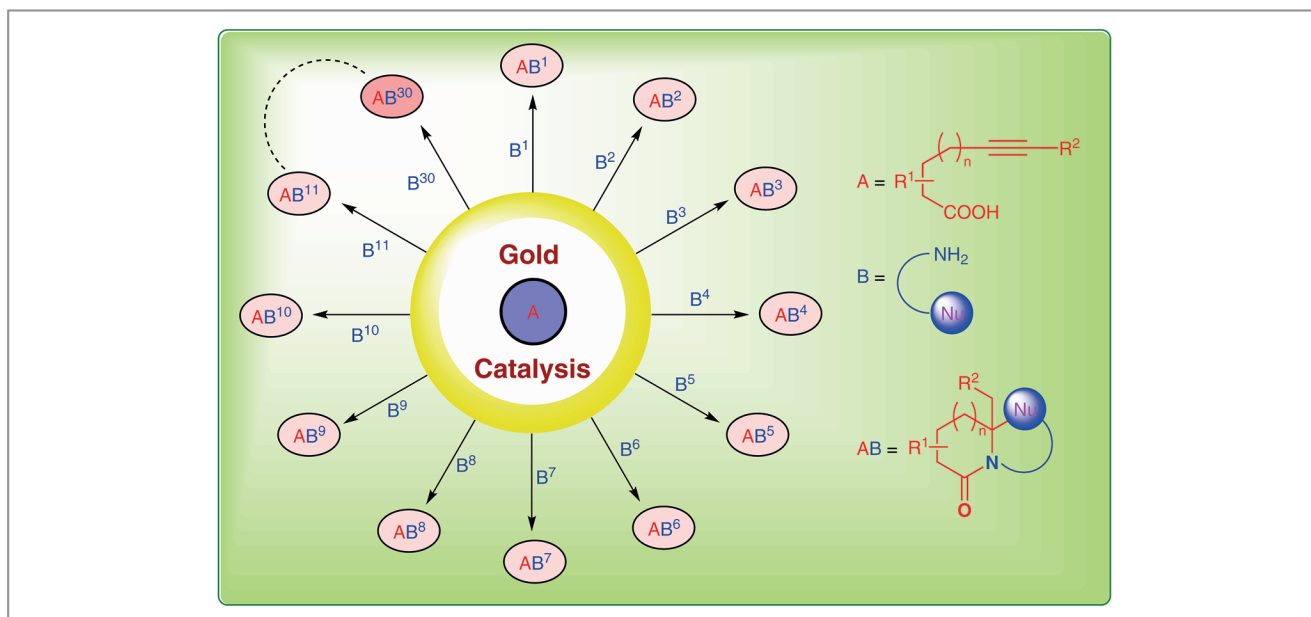 AB¹
AB²
AB³
AB⁴
AB⁵
AB⁶
AB⁷
AB⁸
AB⁹
AB¹⁰
AB¹¹
AB³⁰
B¹
B²
B³
B⁴
B⁵
B⁶
B⁷
B⁸
B⁹
B¹⁰
B¹¹
B³⁰
Gold
A
Catalysis
A = R¹ ( )n R²
COOH
B =
NH₂
Nu
R²
Nu
( )n
AB = R¹
N
O